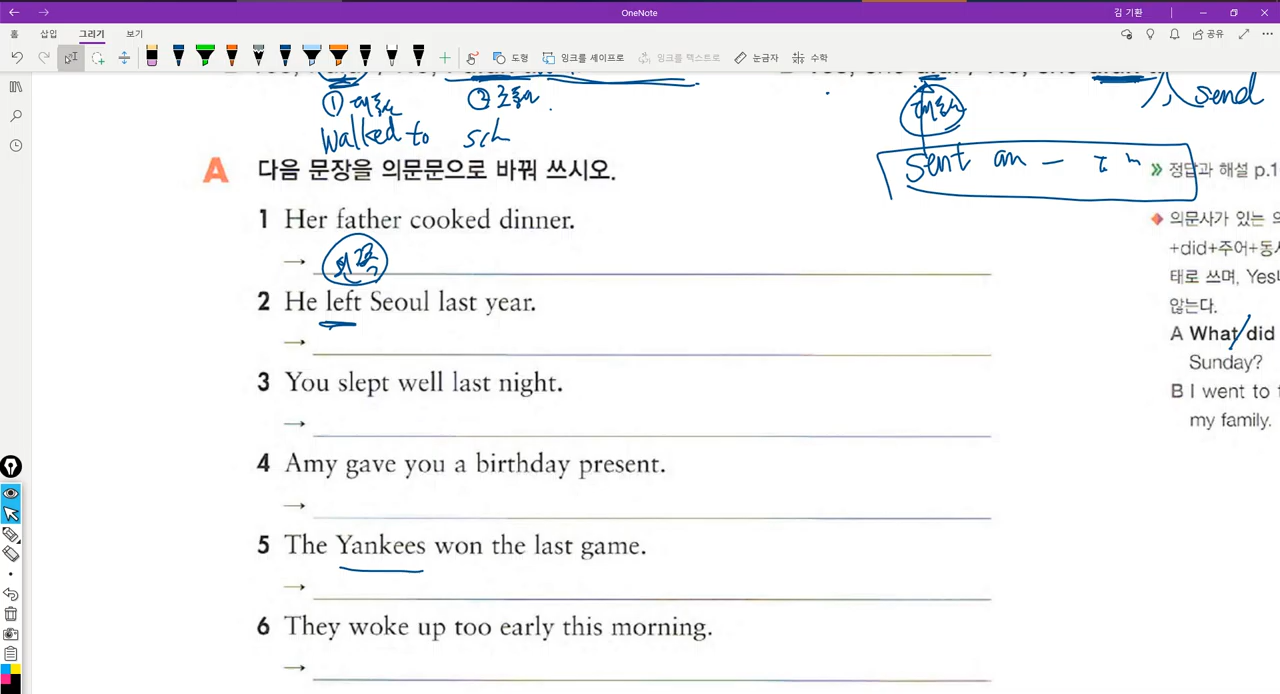 OneNote
김 기환
홈 삽입 그리기 보기
공유
도형 잉크를 셰이프로 잉크를 텍스트로 눈금자 수학
① ②
walked to sch
send
sent an
A 다음 문장을 의문문으로 바꿔 쓰시오.
1 Her father cooked dinner.
→
2 He left Seoul last year.
→
3 You slept well last night.
→
4 Amy gave you a birthday present.
→
5 The Yankees won the last game.
→
6 They woke up too early this morning.
→
정답과 해설 p.1
의문사가 있는 의
+did+주어+동사
태로 쓰며, Yes
않는다.
A What did
Sunday?
B I went to
my family.